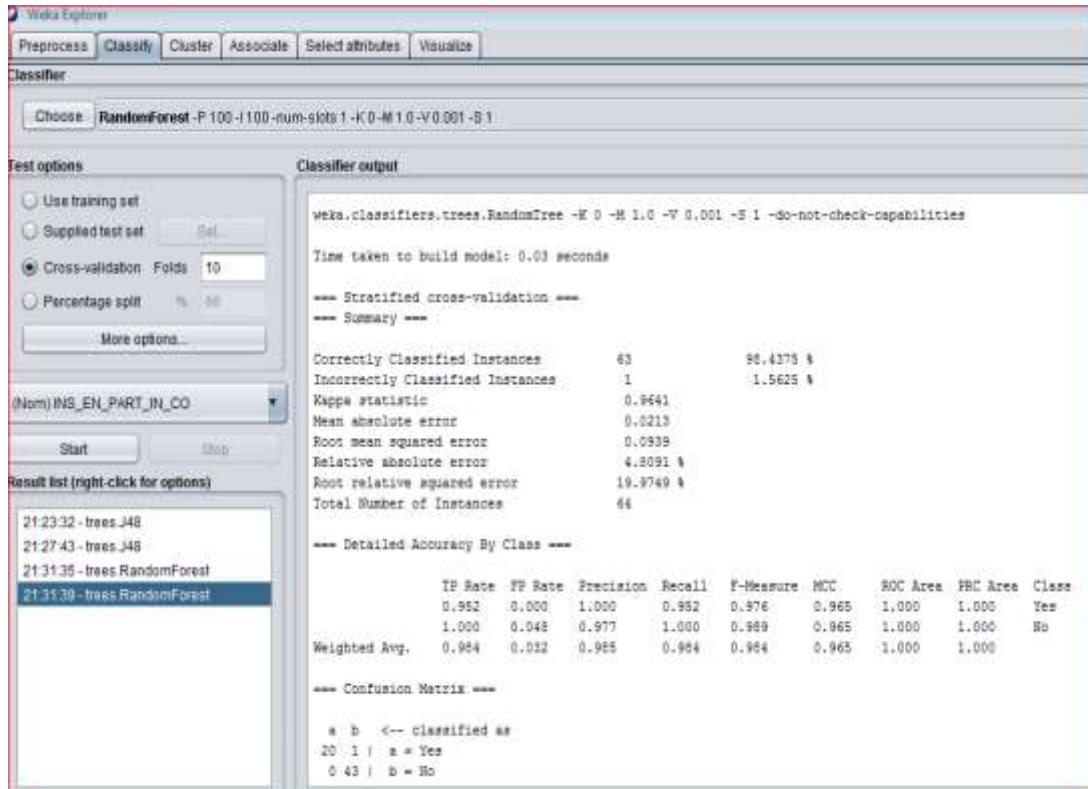 Weka Explorer
Preprocess Classify Cluster Associate Select attributes Visualize
Classifier
Choose RandomForest -P 100 -I 100 -num-slots 1 -K 0 -M 1.0 -V 0.001 -S 1
Test options
Use training set
Supplied test set Set...
Cross-validation Folds 10
Percentage split %
More options...
(Nom) INS_EN_PART_IN_CO
Start Stop
Result list (right-click for options)
21:23:32 - trees.J48
21:27:43 - trees.J48
21:31:35 - trees.RandomForest
21:31:39 - trees.RandomForest
Classifier output
weka.classifiers.trees.RandomTree -K 0 -M 1.0 -V 0.001 -S 1 -do-not-check-capabilities
Time taken to build model: 0.03 seconds
=== Stratified cross-validation ===
=== Summary ===
Correctly Classified Instances 63 98.4375 %
Incorrectly Classified Instances 1 1.5625 %
Kappa statistic 0.9641
Mean absolute error 0.0213
Root mean squared error 0.0939
Relative absolute error 4.8091 %
Root relative squared error 19.9749 %
Total Number of Instances 64
=== Detailed Accuracy By Class ===
TP Rate FP Rate Precision Recall F-Measure MCC ROC Area PRC Area Class
0.952 0.000 1.000 0.952 0.976 0.965 1.000 1.000 Yes
1.000 0.048 0.977 1.000 0.989 0.965 1.000 1.000 No
Weighted Avg. 0.984 0.032 0.985 0.984 0.984 0.965 1.000 1.000
=== Confusion Matrix ===
a b <-- classified as
20 1 | a = Yes
0 43 | b = No